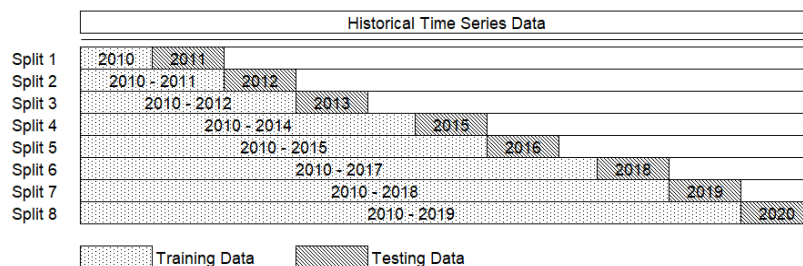 Historical Time Series Data
Split 1 2010 2011
Split 2 2010 - 2011 2012
Split 3 2010 - 2012 2013
Split 4 2010 - 2014 2015
Split 5 2010 - 2015 2016
Split 6 2010 - 2017 2018
Split 7 2010 - 2018 2019
Split 8 2010 - 2019 2020
Training Data Testing Data